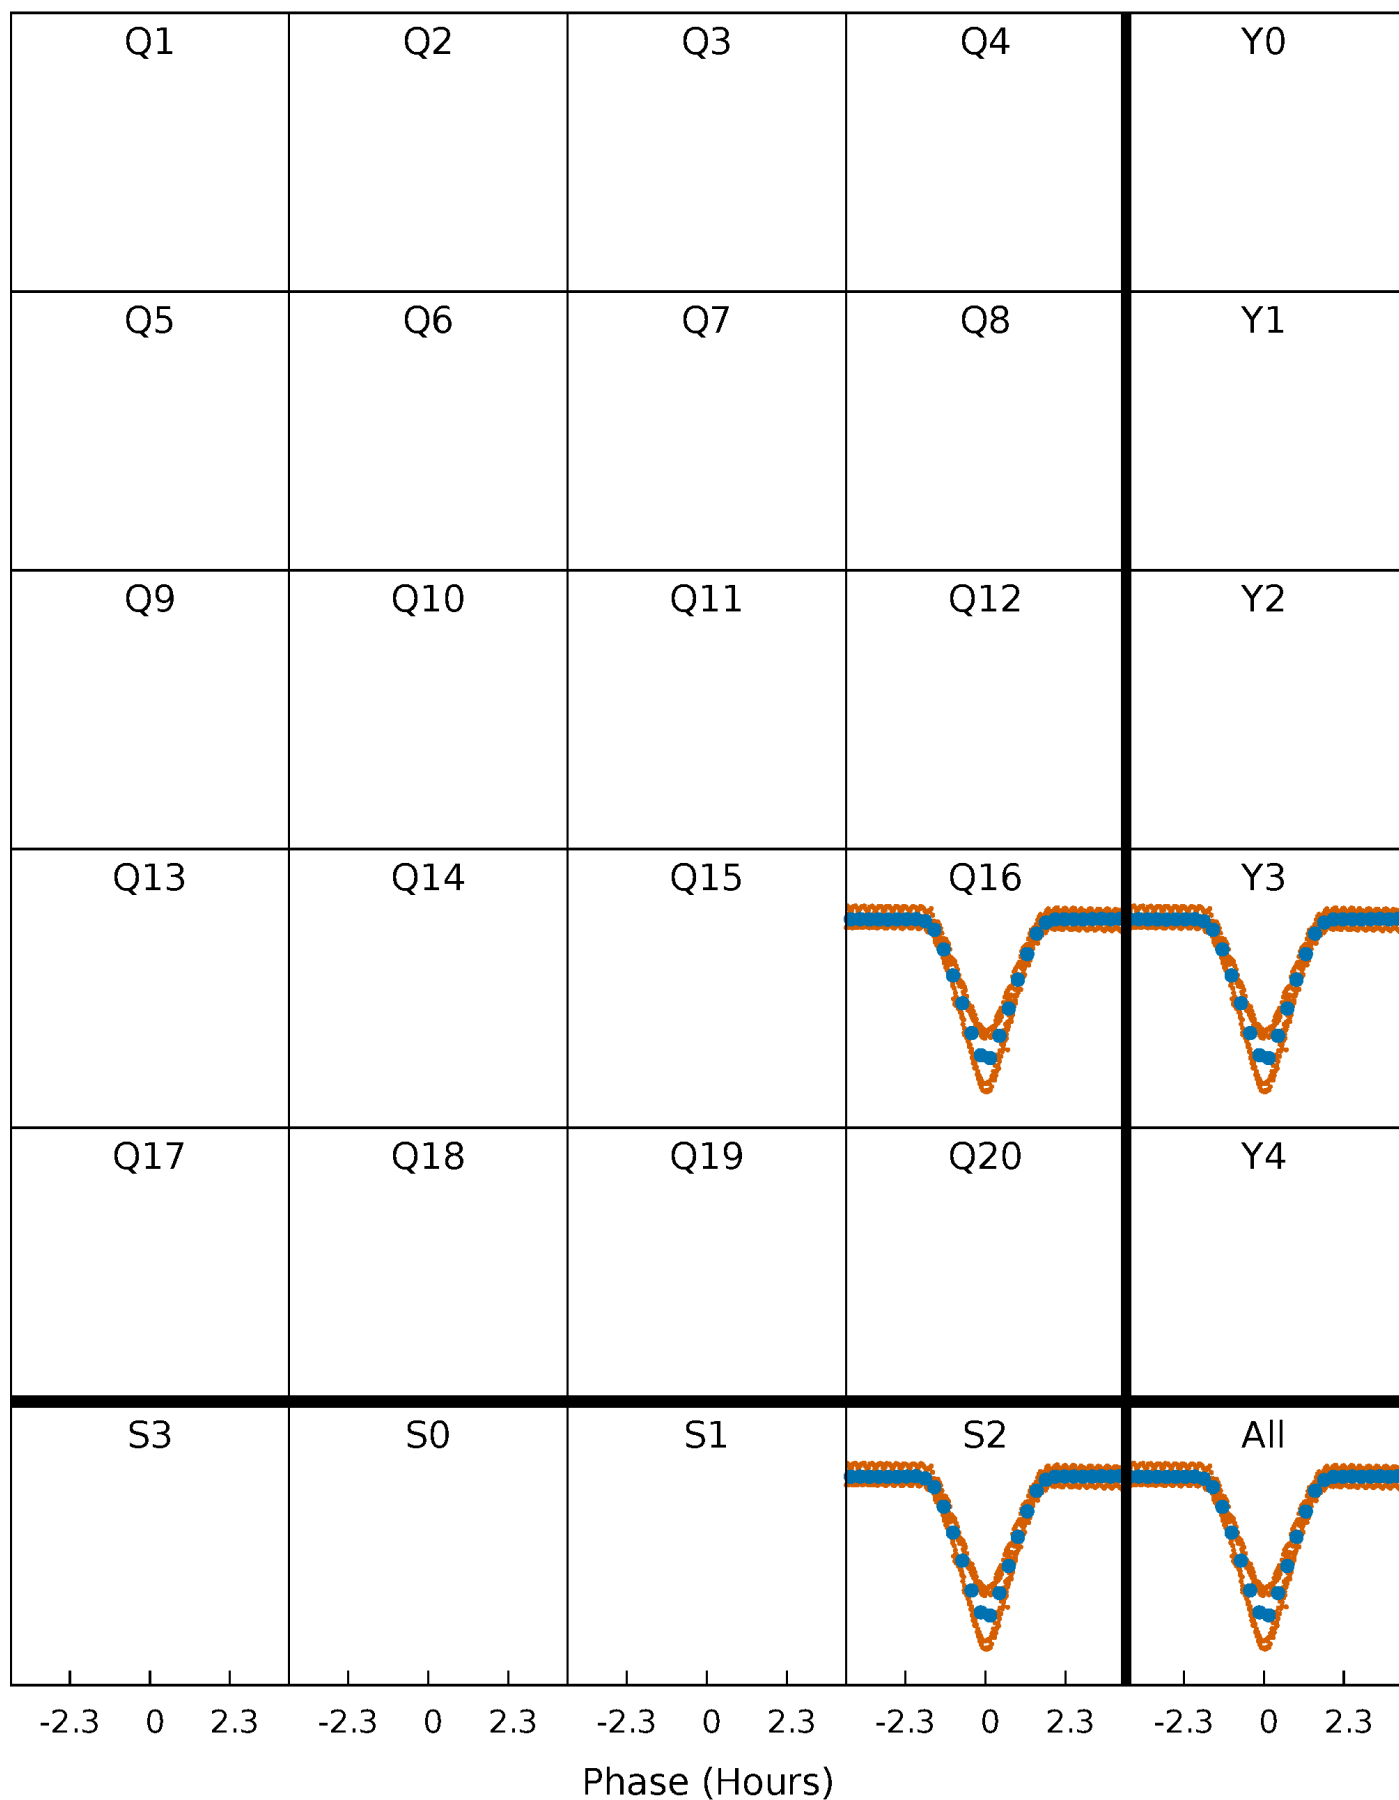 Q1 Q2 Q3 Q4 Y0
Q5 Q6 Q7 Q8 Y1
Q9 Q10 Q11 Q12 Y2
Q13 Q14 Q15 Q16 Y3
Q17 Q18 Q19 Q20 Y4
S3 S0 S1 S2 All
-2.3 0 2.3 -2.3 0 2.3 -2.3 0 2.3 -2.3 0 2.3 -2.3 0 2.3
Phase (Hours)